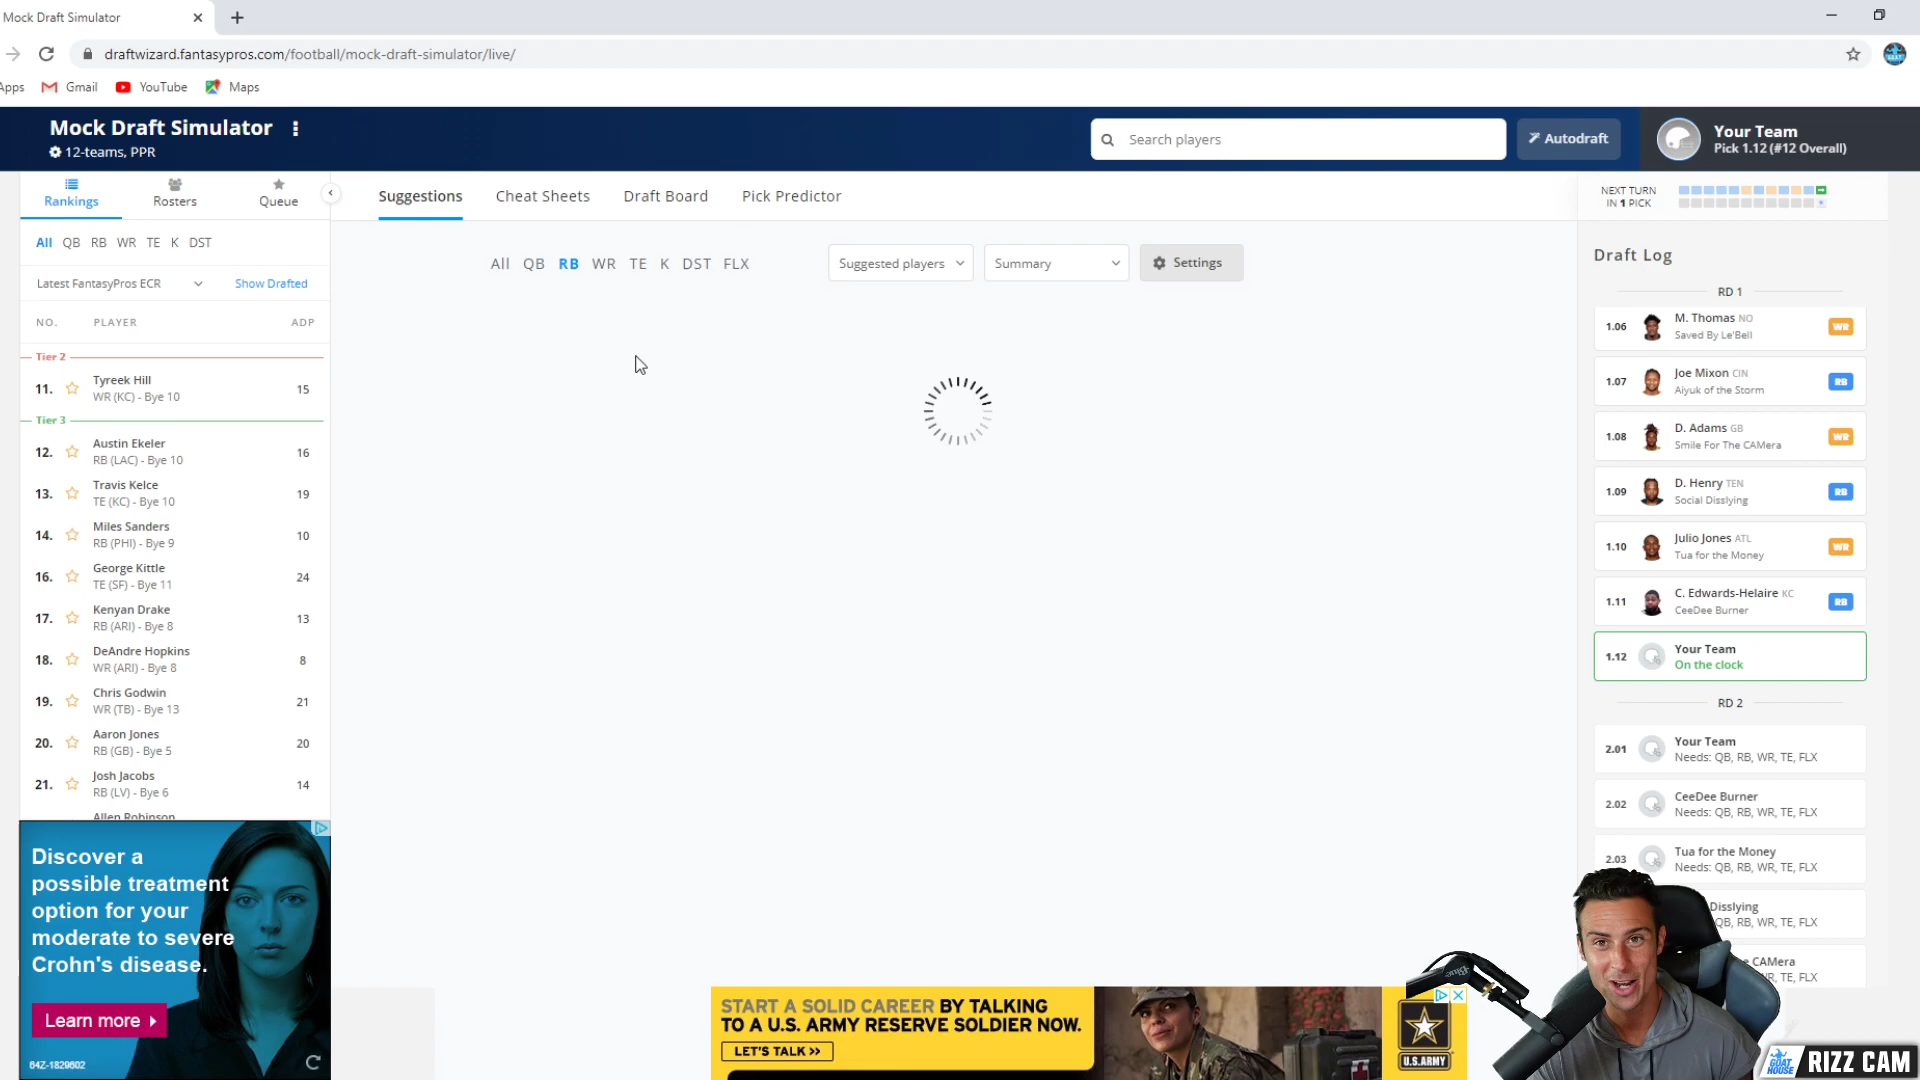 Mock Draft Simulator
draftwizard.fantasypros.com/football/mock-draft-simulator/live/
Apps
Gmail
YouTube
Maps
Mock Draft Simulator
12-teams, PPR
Search players
Autodraft
Your Team
Pick 1.12 (#12 Overall)
Rankings
Rosters
Queue
Suggestions
Cheat Sheets
Draft Board
Pick Predictor
NEXT TURN
IN 1 PICK
All QB RB WR TE K DST
All QB RB WR TE K DST FLX
Suggested players
Summary
Settings
Latest FantasyPros ECR
Show Drafted
NO. PLAYER ADP
Tier 2
11. Tyreek Hill 15
WR (KC) - Bye 10
Tier 3
12. Austin Ekeler 16
RB (LAC) - Bye 10
13. Travis Kelce 19
TE (KC) - Bye 10
14. Miles Sanders 10
RB (PHI) - Bye 9
16. George Kittle 24
TE (SF) - Bye 11
17. Kenyan Drake 13
RB (ARI) - Bye 8
18. DeAndre Hopkins 8
WR (ARI) - Bye 8
19. Chris Godwin 21
WR (TB) - Bye 13
20. Aaron Jones 20
RB (GB) - Bye 5
21. Josh Jacobs 14
RB (LV) - Bye 6
Allen Robinson
Draft Log
RD 1
1.06 M. Thomas NO WR
Saved By Le'Bell
1.07 Joe Mixon CIN RB
Aiyuk of the Storm
1.08 D. Adams GB WR
Smile For The CAMera
1.09 D. Henry TEN RB
Social Disslying
1.10 Julio Jones ATL WR
Tua for the Money
1.11 C. Edwards-Helaire KC RB
CeeDee Burner
1.12 Your Team
On the clock
RD 2
2.01 Your Team
Needs: QB, RB, WR, TE, FLX
2.02 CeeDee Burner
Needs: QB, RB, WR, TE, FLX
2.03 Tua for the Money
Needs: QB, RB, WR, TE, FLX
Disslying
QB, RB, WR, TE, FLX
CAMera
TE, FLX
Discover a
possible treatment
option for your
moderate to severe
Crohn's disease.
Learn more
64Z-1829602
START A SOLID CAREER BY TALKING
TO A U.S. ARMY RESERVE SOLDIER NOW.
LET'S TALK >>
U.S.ARMY
Blue
GOAT
HOUSE
RIZZ CAM